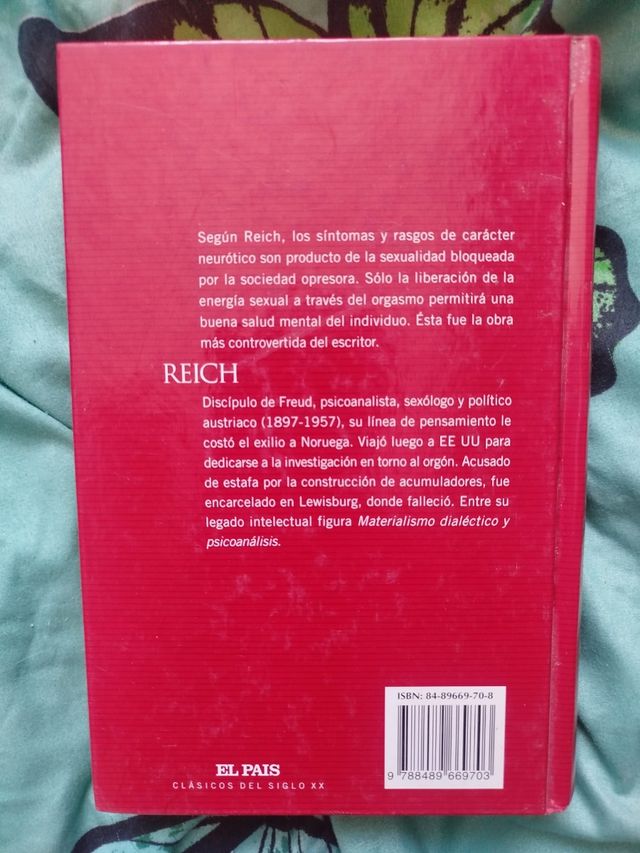 Según Reich, los síntomas y rasgos de carácter
neurótico son producto de la sexualidad bloqueada
por la sociedad opresora. Sólo la liberación de la
energía sexual a través del orgasmo permitirá una
buena salud mental del individuo. Ésta fue la obra
más controvertida del escritor.
REICH
Discípulo de Freud, psicoanalista, sexólogo y político
austriaco (1897-1957), su línea de pensamiento le
costó el exilio a Noruega. Viajó luego a EE UU para
dedicarse a la investigación en torno al orgón. Acusado
de estafa por la construcción de acumuladores, fue
encarcelado en Lewisburg, donde falleció. Entre su
legado intelectual figura Materialismo dialéctico y
psicoanálisis.
ISBN: 84-89669-70-8
9 788489 669703
EL PAIS
CLÁSICOS DEL SIGLO XX